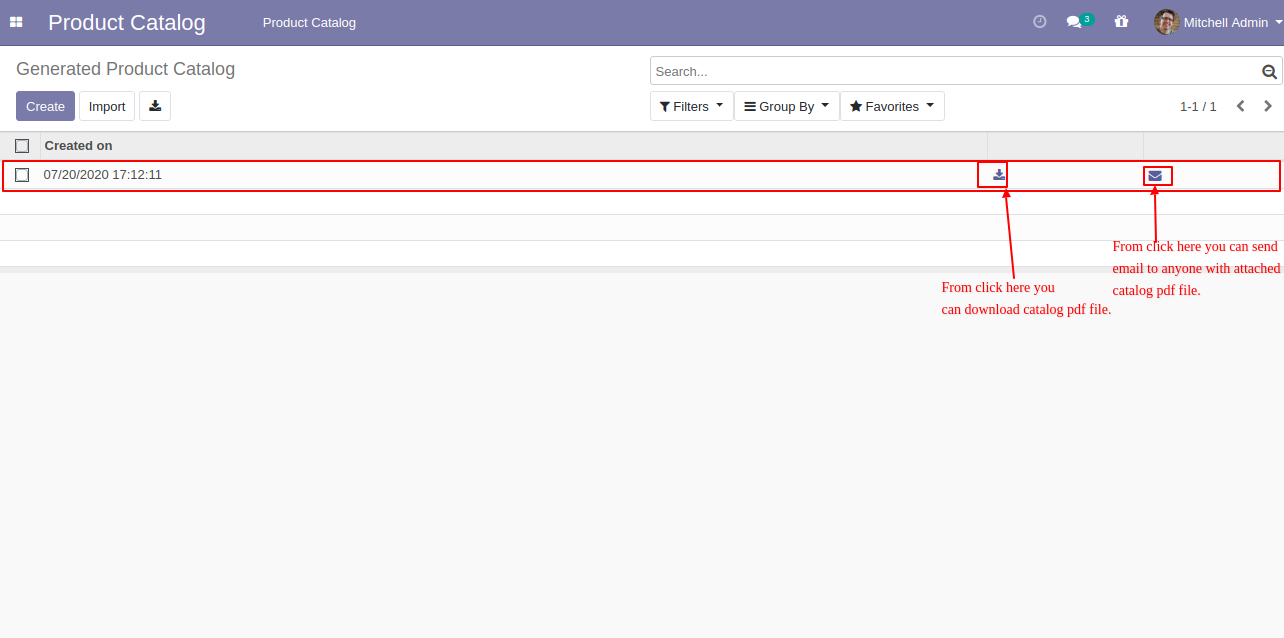 Product Catalog
Product Catalog
3
Mitchell Admin
Generated Product Catalog
Search...
Create
Import
Filters
Group By
Favorites
1-1 / 1
Created on
07/20/2020 17:12:11
From click here you can send
email to anyone with attached
catalog pdf file.
From click here you
can download catalog pdf file.